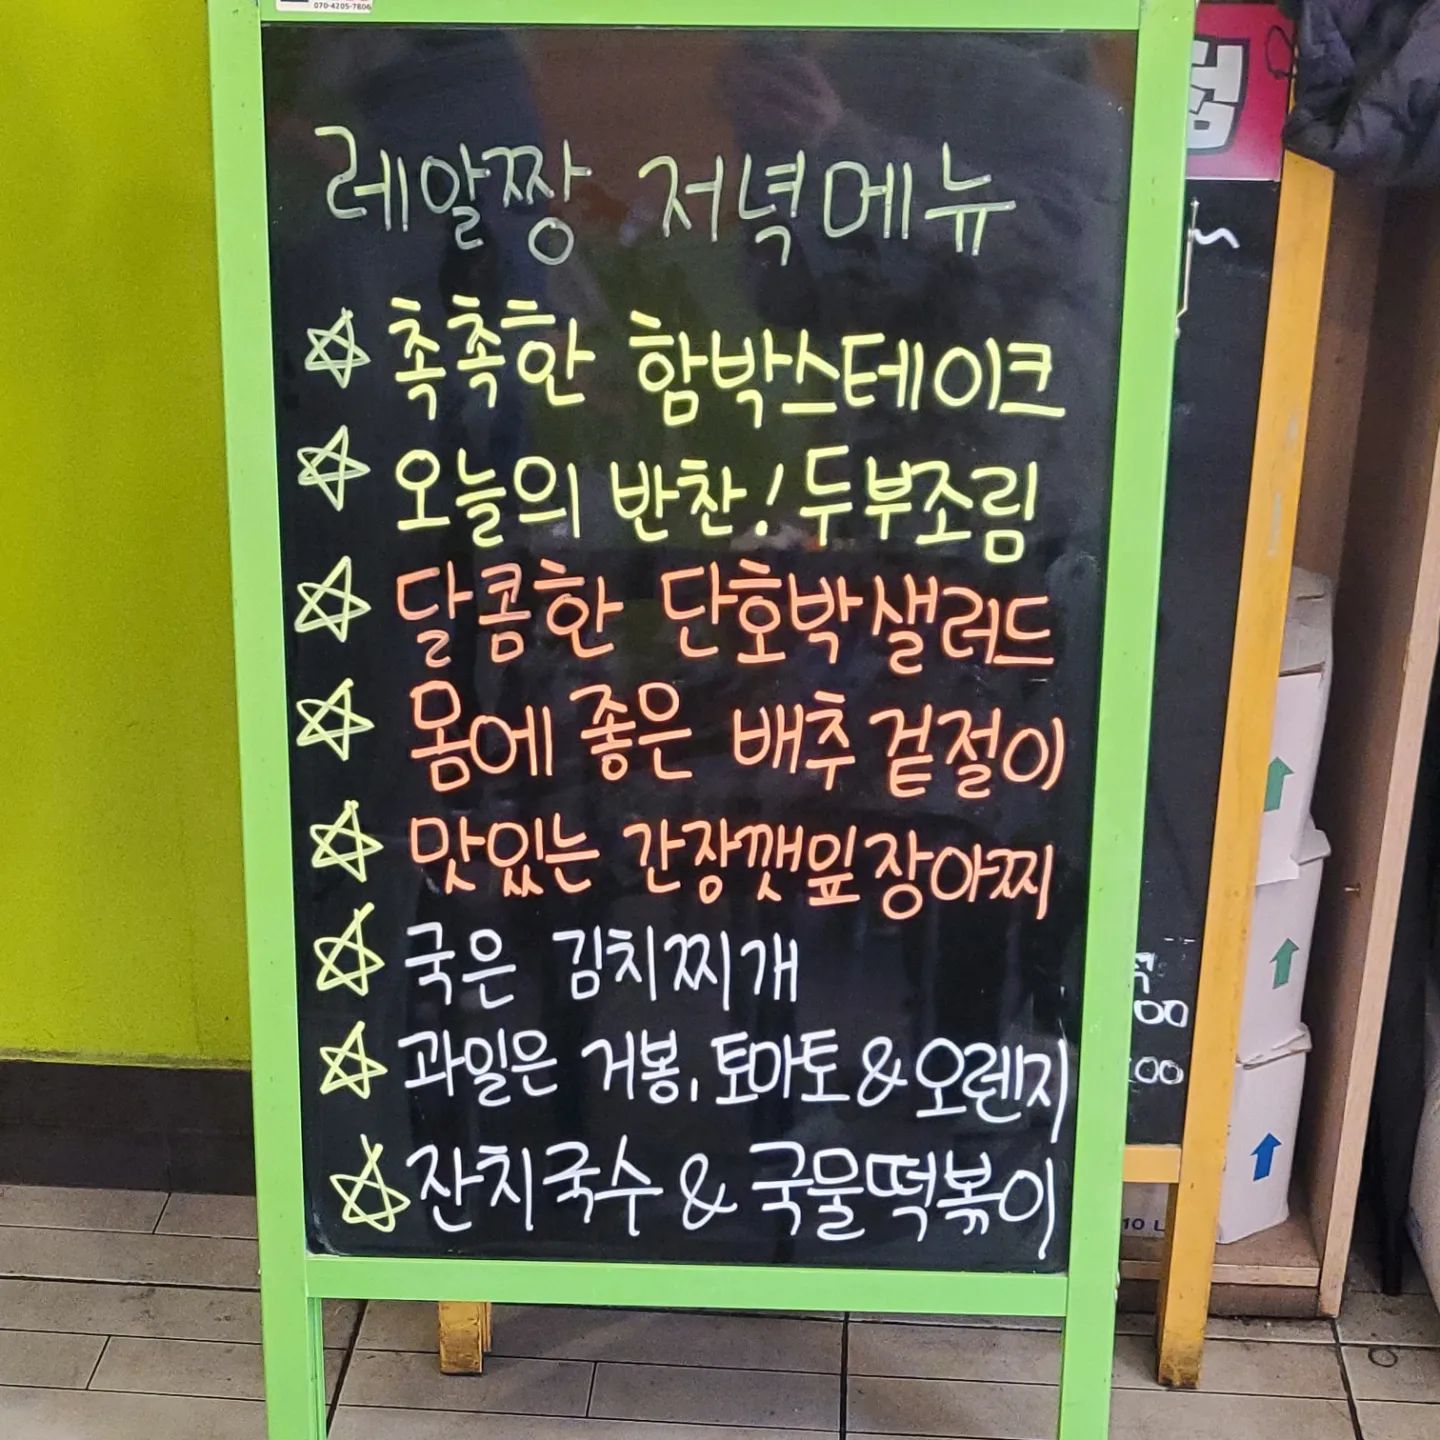 070-4205-7806
레알짱 저녁메뉴
촉촉한 함박스테이크
오늘의 반찬! 두부조림
달콤한 단호박샐러드
몸에 좋은 배추 겉절이
맛있는 간장깻잎장아찌
국은 김치찌개
과일은 거봉, 토마토 & 오렌지
잔치국수 & 국물떡볶이
10 L